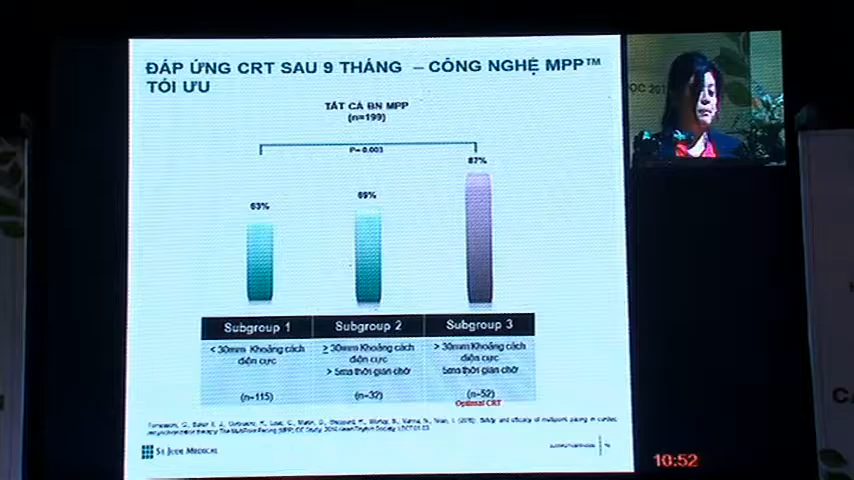 ĐÁP ỨNG CRT SAU 9 THÁNG – CÔNG NGHỆ MPP™
TỐI ƯU
TẤT CẢ BN MPP
(n=199)
P= 0.003
63%
69%
87%
Subgroup 1
Subgroup 2
Subgroup 3
< 30mm Khoảng cách
điện cực
(n=115)
≥ 30mm Khoảng cách
điện cực
> 5ms thời gian chờ
(n=32)
> 30mm Khoảng cách
điện cực
5ms thời gian chờ
(n=52)
Optimal CRT
ST. JUDE MEDICAL
10:52